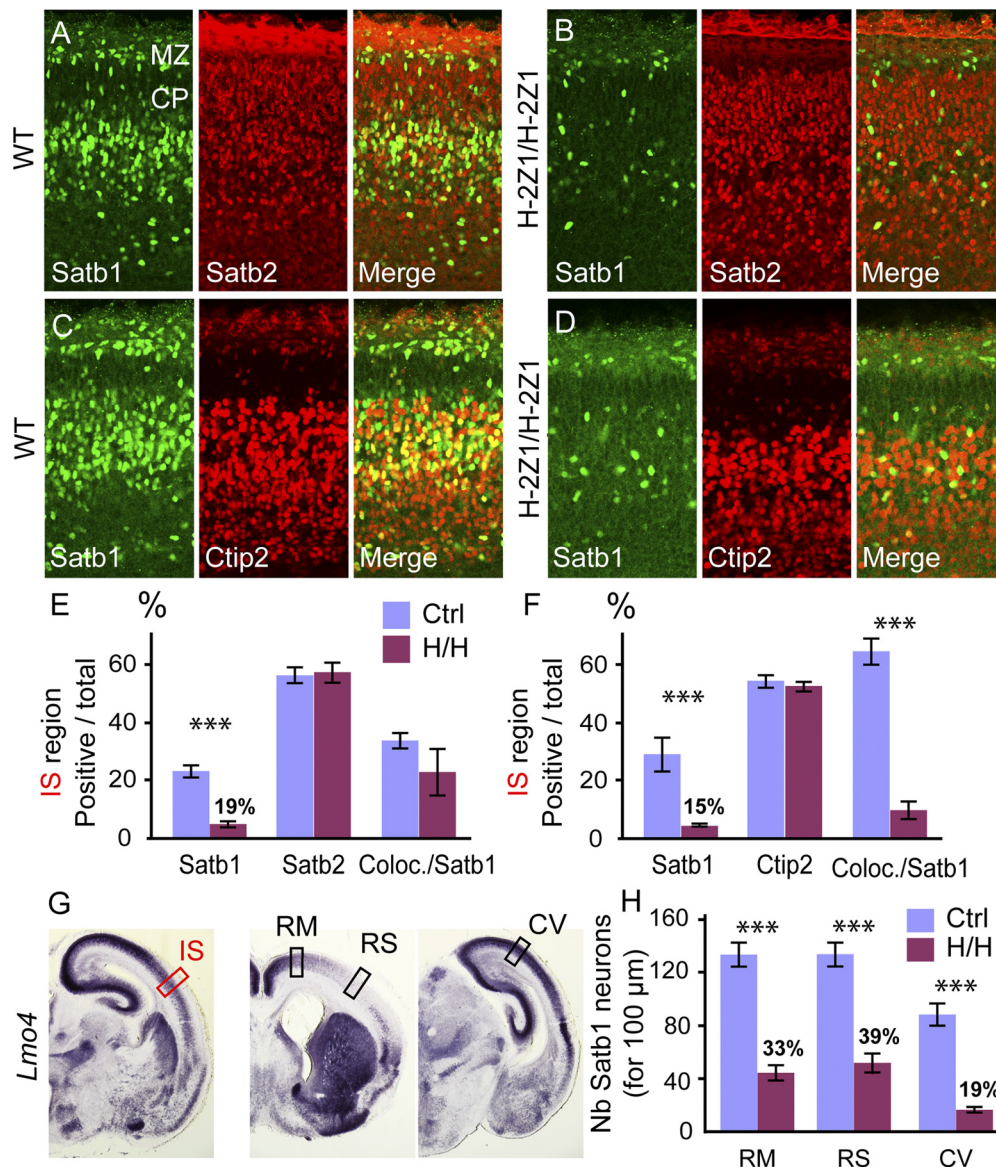 A
MZ
CP
WT
Satb1
Satb2
Merge
B
H-2Z1/H-2Z1
Satb1
Satb2
Merge
C
WT
Satb1
Ctip2
Merge
D
H-2Z1/H-2Z1
Satb1
Ctip2
Merge
E
%
Ctrl
H/H
IS region
Positive / total
60
40
20
0
***
19%
Satb1
Satb2
Coloc./Satb1
F
%
IS region
Positive / total
60
40
20
0
***
***
15%
Satb1
Ctip2
Coloc./Satb1
G
Lmo4
IS
RM
RS
CV
H
Ctrl
H/H
Nb Satb1 neurons
(for 100 µm)
160
120
80
40
0
***
***
***
33%
39%
19%
RM
RS
CV